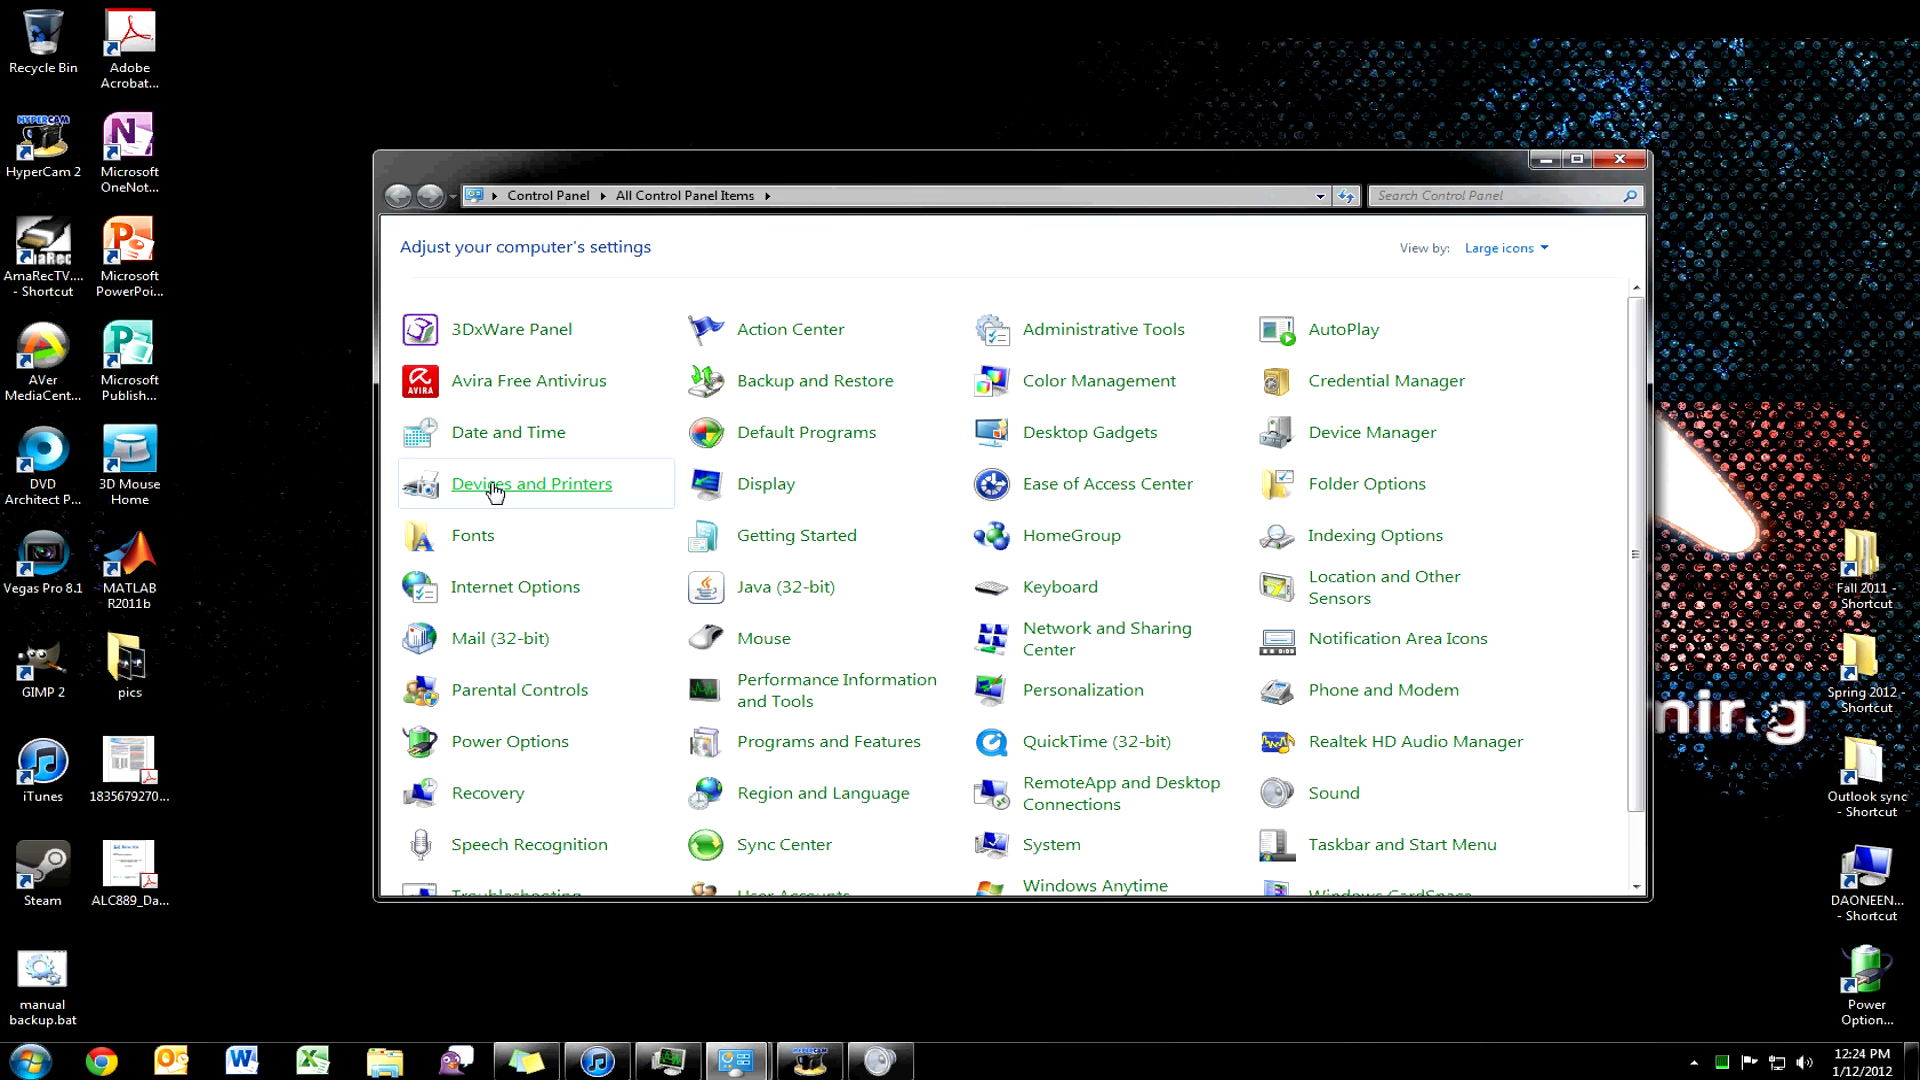 Recycle Bin
Adobe
Acrobat...
HyperCam 2
Microsoft
OneNot...
AmaRecTV....
- Shortcut
Microsoft
PowerPoi...
AVer
MediaCent...
Microsoft
Publish...
DVD
Architect P...
3D Mouse
Home
Vegas Pro 8.1
MATLAB
R2011b
GIMP 2
pics
iTunes
1835679270...
Steam
ALC889_Da...
manual
backup.bat
Control Panel
All Control Panel Items
Search Control Panel
Adjust your computer's settings
View by: Large icons
3DxWare Panel
Action Center
Administrative Tools
AutoPlay
Avira Free Antivirus
Backup and Restore
Color Management
Credential Manager
Date and Time
Default Programs
Desktop Gadgets
Device Manager
Devices and Printers
Display
Ease of Access Center
Folder Options
Fonts
Getting Started
HomeGroup
Indexing Options
Internet Options
Java (32-bit)
Keyboard
Location and Other
Sensors
Mail (32-bit)
Mouse
Network and Sharing
Center
Notification Area Icons
Parental Controls
Performance Information
and Tools
Personalization
Phone and Modem
Power Options
Programs and Features
QuickTime (32-bit)
Realtek HD Audio Manager
Recovery
Region and Language
RemoteApp and Desktop
Connections
Sound
Speech Recognition
Sync Center
System
Taskbar and Start Menu
Troubleshooting
User Accounts
Windows Anytime
Windows CardSpace
Fall 2011 -
Shortcut
Spring 2012 -
Shortcut
Outlook sync
- Shortcut
DAONEEN...
- Shortcut
Power
Option...
12:24 PM
1/12/2012